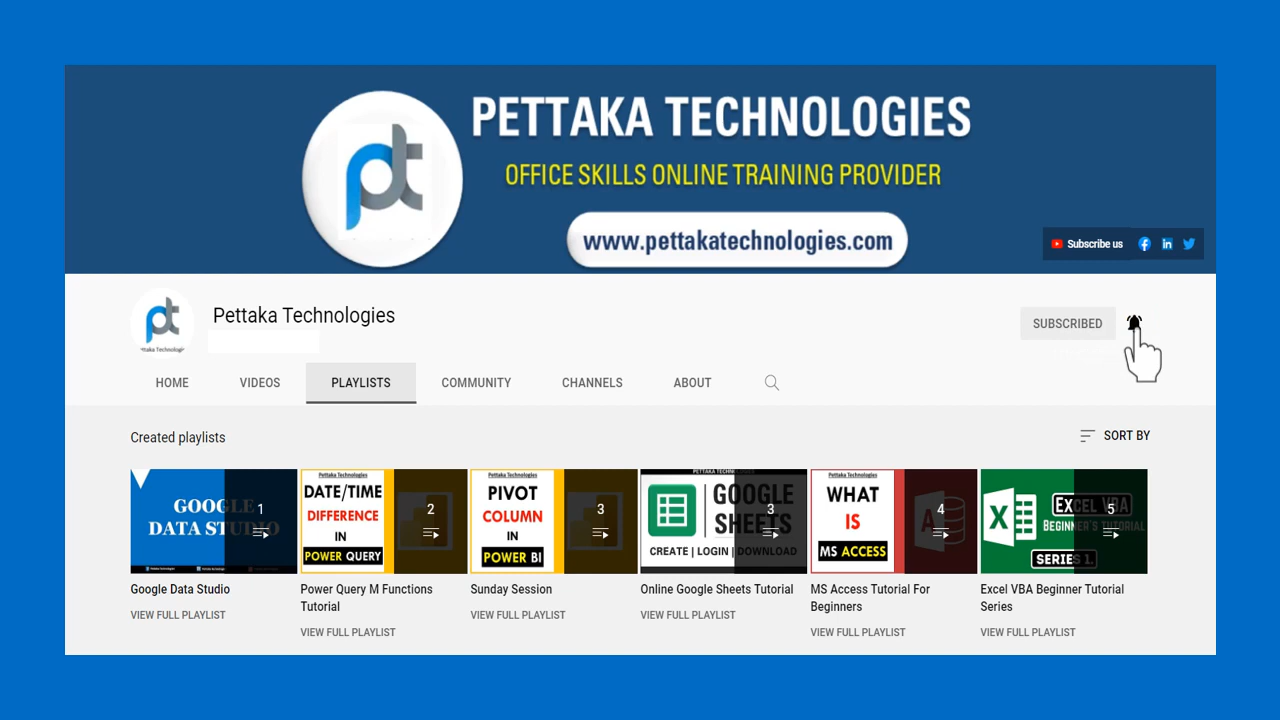 PETTAKA TECHNOLOGIES
OFFICE SKILLS ONLINE TRAINING PROVIDER
www.pettakatechnologies.com
Subscribe us
Pettaka Technologies
SUBSCRIBED
HOME VIDEOS PLAYLISTS COMMUNITY CHANNELS ABOUT
Created playlists
SORT BY
GOOGLE
DATA STUDIO
1
Pettaka Technologies
DATE/TIME
DIFFERENCE
IN
POWER QUERY
2
Pettaka Technologies
PIVOT
COLUMN
IN
POWER BI
3
PETTAKA TECHNOLOGIES
GOOGLE
SHEETS
CREATE | LOGIN | DOWNLOAD
3
Pettaka Technologies
WHAT
IS
MS ACCESS
4
EXCEL VBA
BEGINNER'S TUTORIAL
SERIES 1.
5
Google Data Studio
VIEW FULL PLAYLIST
Power Query M Functions
Tutorial
VIEW FULL PLAYLIST
Sunday Session
VIEW FULL PLAYLIST
Online Google Sheets Tutorial
VIEW FULL PLAYLIST
MS Access Tutorial For
Beginners
VIEW FULL PLAYLIST
Excel VBA Beginner Tutorial
Series
VIEW FULL PLAYLIST